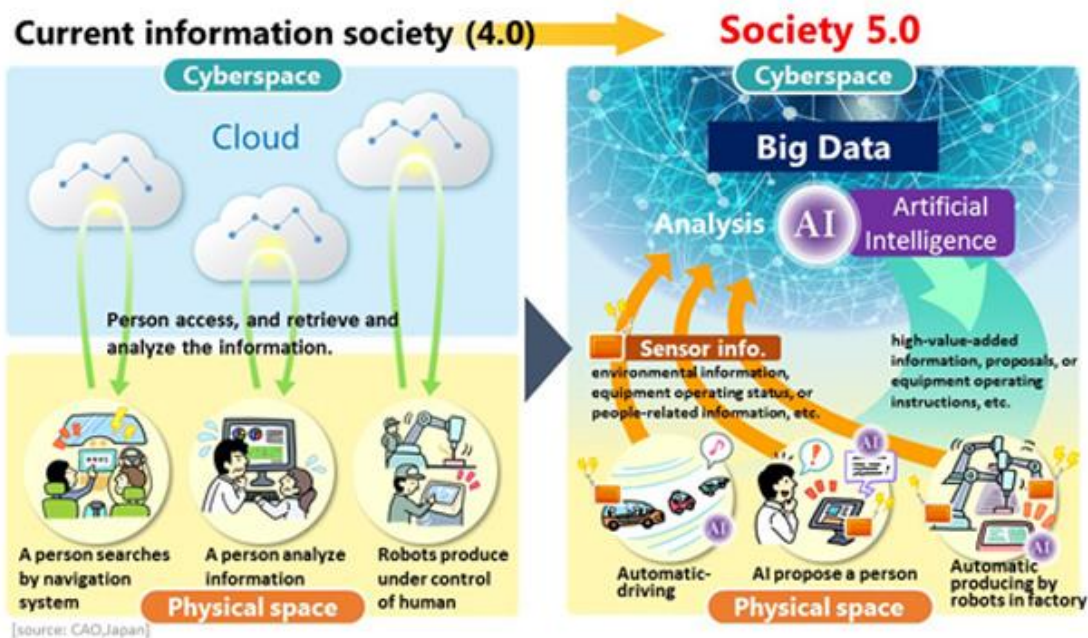 Current information society (4.0)
Society 5.0
Cyberspace
Cloud
Person access, and retrieve and
analyze the information.
A person searches
by navigation
system
A person analyze
information
Robots produce
under control
of human
Physical space
[source: CAO,Japan]
Cyberspace
Big Data
Analysis
AI
Artificial
Intelligence
Sensor info.
environmental information,
equipment operating status, or
people-related information, etc.
high-value-added
information, proposals, or
equipment operating
instructions, etc.
AI
AI
AI
Automatic-
driving
AI propose a person
Automatic
producing by
robots in factory
Physical space